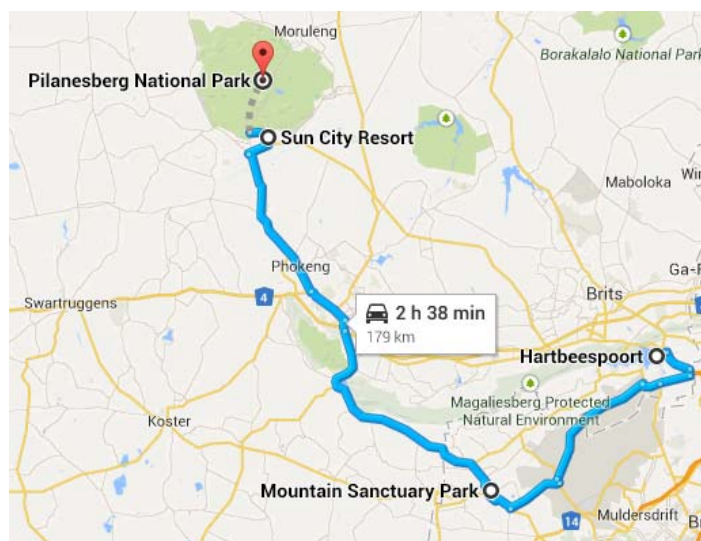 Moruleng
Pilanesberg National Park
Borakalalo National Park
Sun City Resort
Maboloka
Phokeng
Ga-R
Swartruggens
4
2 h 38 min
179 km
Brits
Hartbeespoort
Magaliesberg Protected
Natural Environment
Koster
Mountain Sanctuary Park
14
Muldersdrift